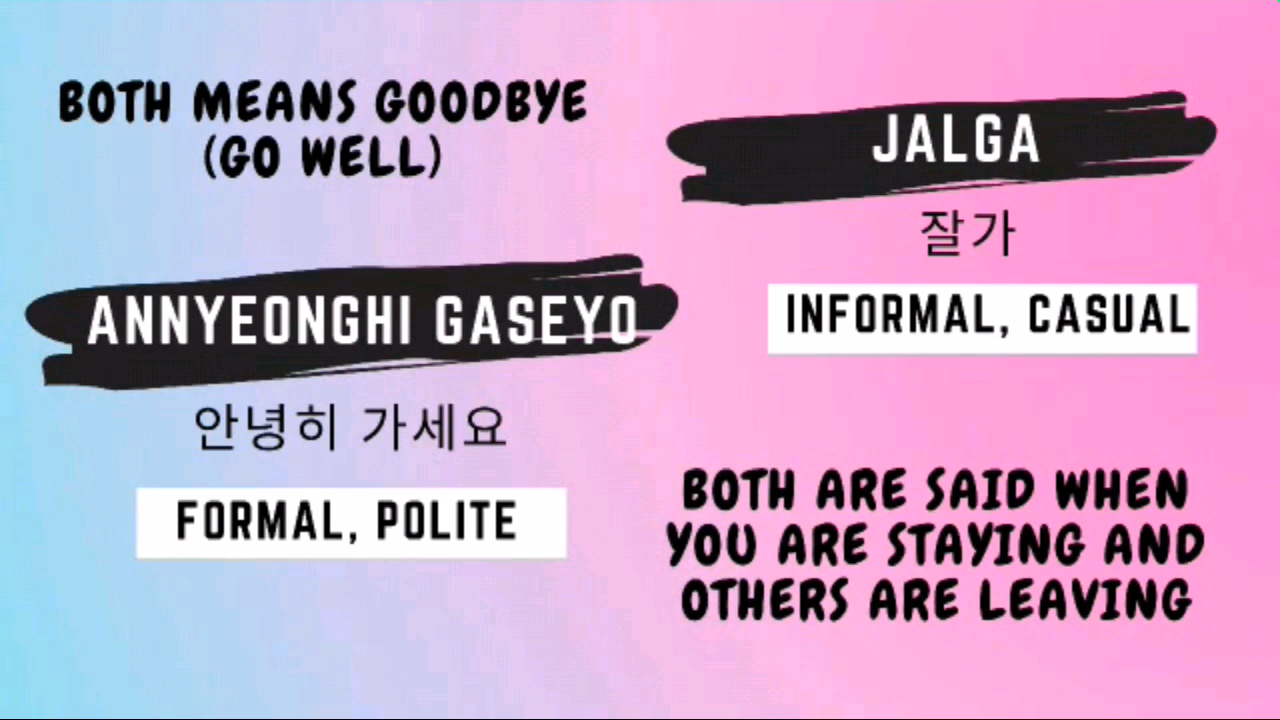 BOTH MEANS GOODBYE
(GO WELL)
ANNYEONGHI GASEYO
안녕히 가세요
FORMAL, POLITE
JALGA
잘가
INFORMAL, CASUAL
BOTH ARE SAID WHEN
YOU ARE STAYING AND
OTHERS ARE LEAVING